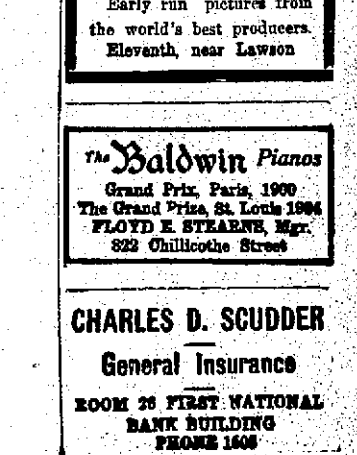 Early run pictures from
the world's best producers.
Eleventh, near Lawson
The Baldwin Pianos
Grand Prix, Paris, 1900
The Grand Prize, St. Louis 1904
FLOYD E. STEARNS, Mgr.
822 Chillicothe Street
CHARLES D. SCUDDER
General Insurance
ROOM 26 FIRST NATIONAL
BANK BUILDING
PHONE 1606